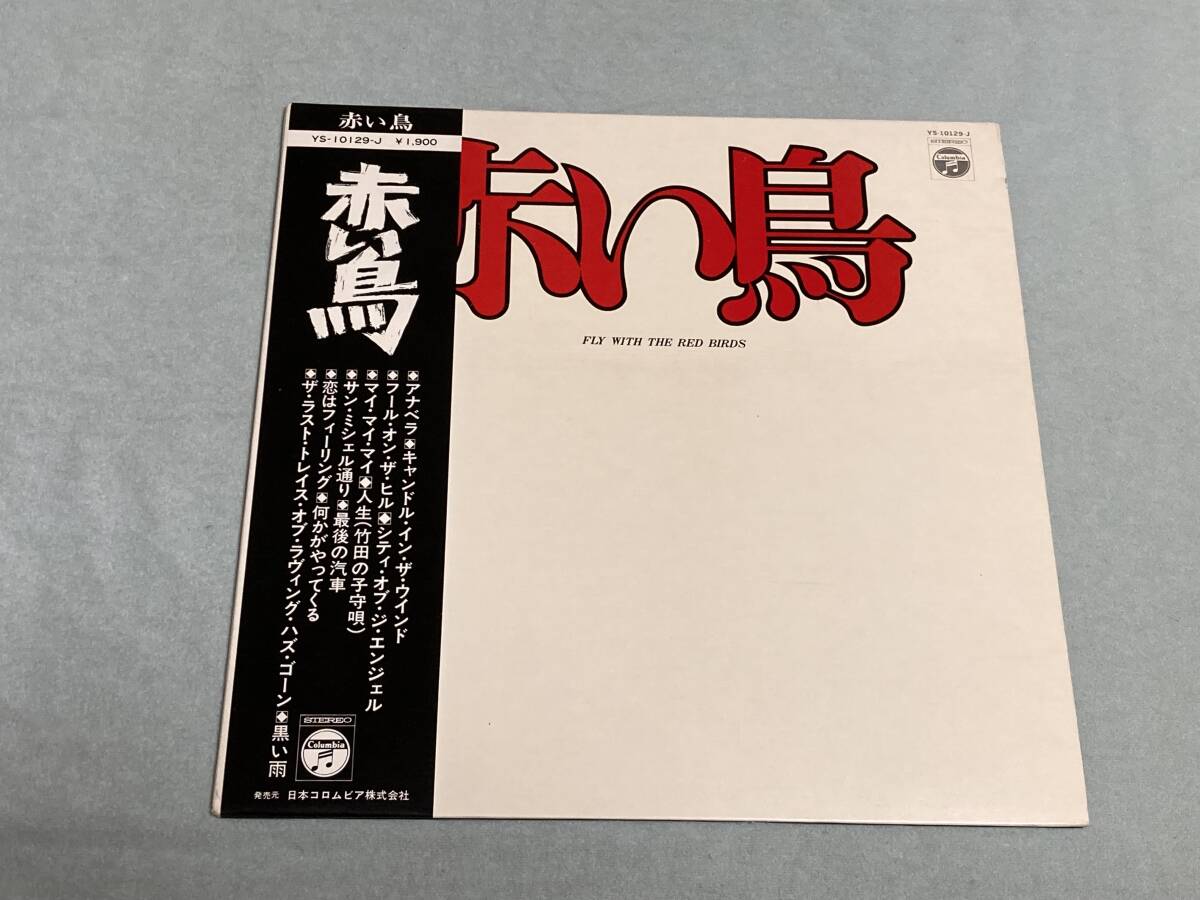 赤い鳥
YS-10129-J ¥1,900
赤い鳥
◆アナベラ◆キャンドル・イン・ザ・ウインド
◆フール・オン・ザ・ヒル◆シティ・オブ・ジ・エンジェル
◆マイ・マイ・マイ◆人生(竹田の子守唄)
◆サン・ミシェル通り◆最後の汽車
◆恋はフィーリング◆何かがやってくる
◆ザ・ラスト・トレイス・オブ・ラヴィング・ハズ・ゴーン◆黒い雨
STEREO
Columbia
発売元 日本コロムビア株式会社
YS-10129-J
STEREO
Columbia
赤い鳥
FLY WITH THE RED BIRDS